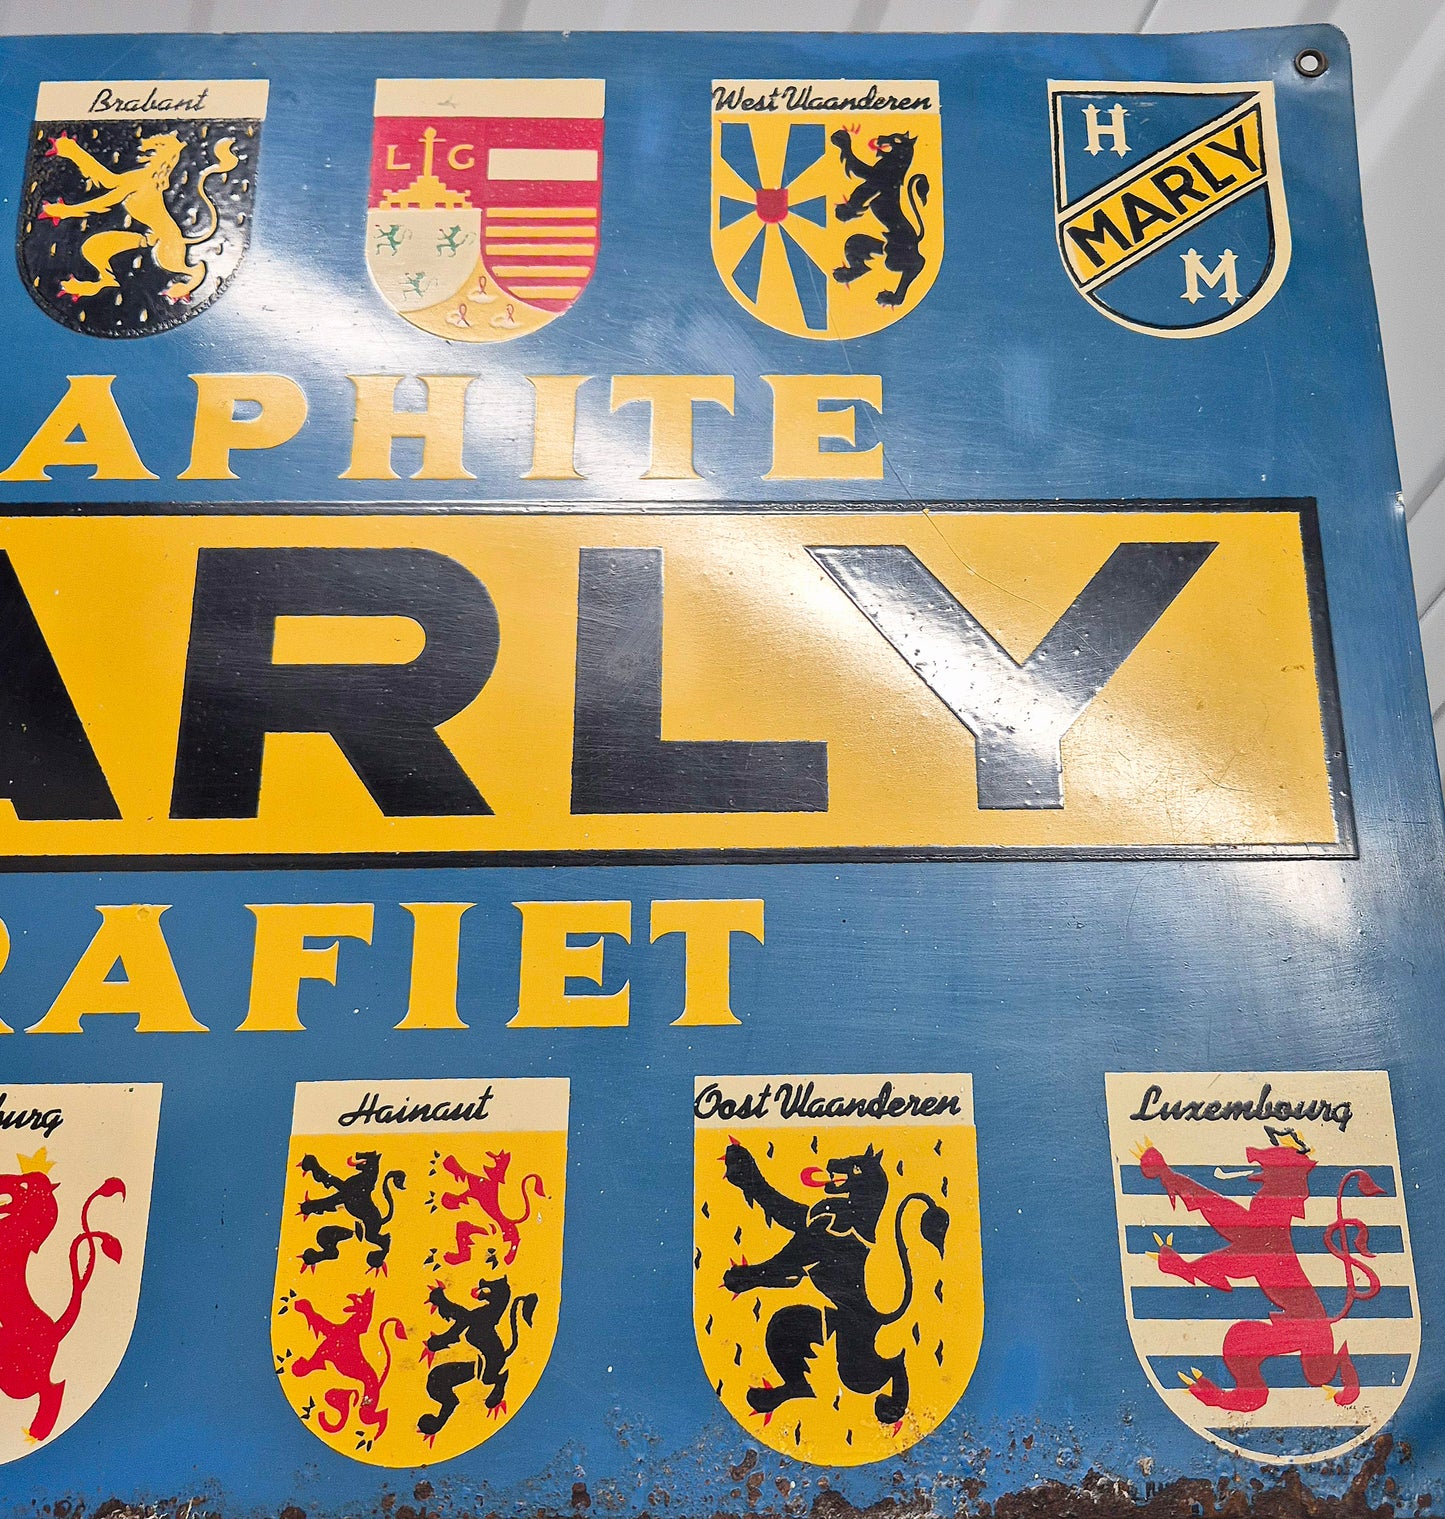 Brabant
L G
West Vlaanderen
H
MARLY
M
APHITE
ARLY
RAFIET
burg
Hainaut
Oost Vlaanderen
Luxembourg